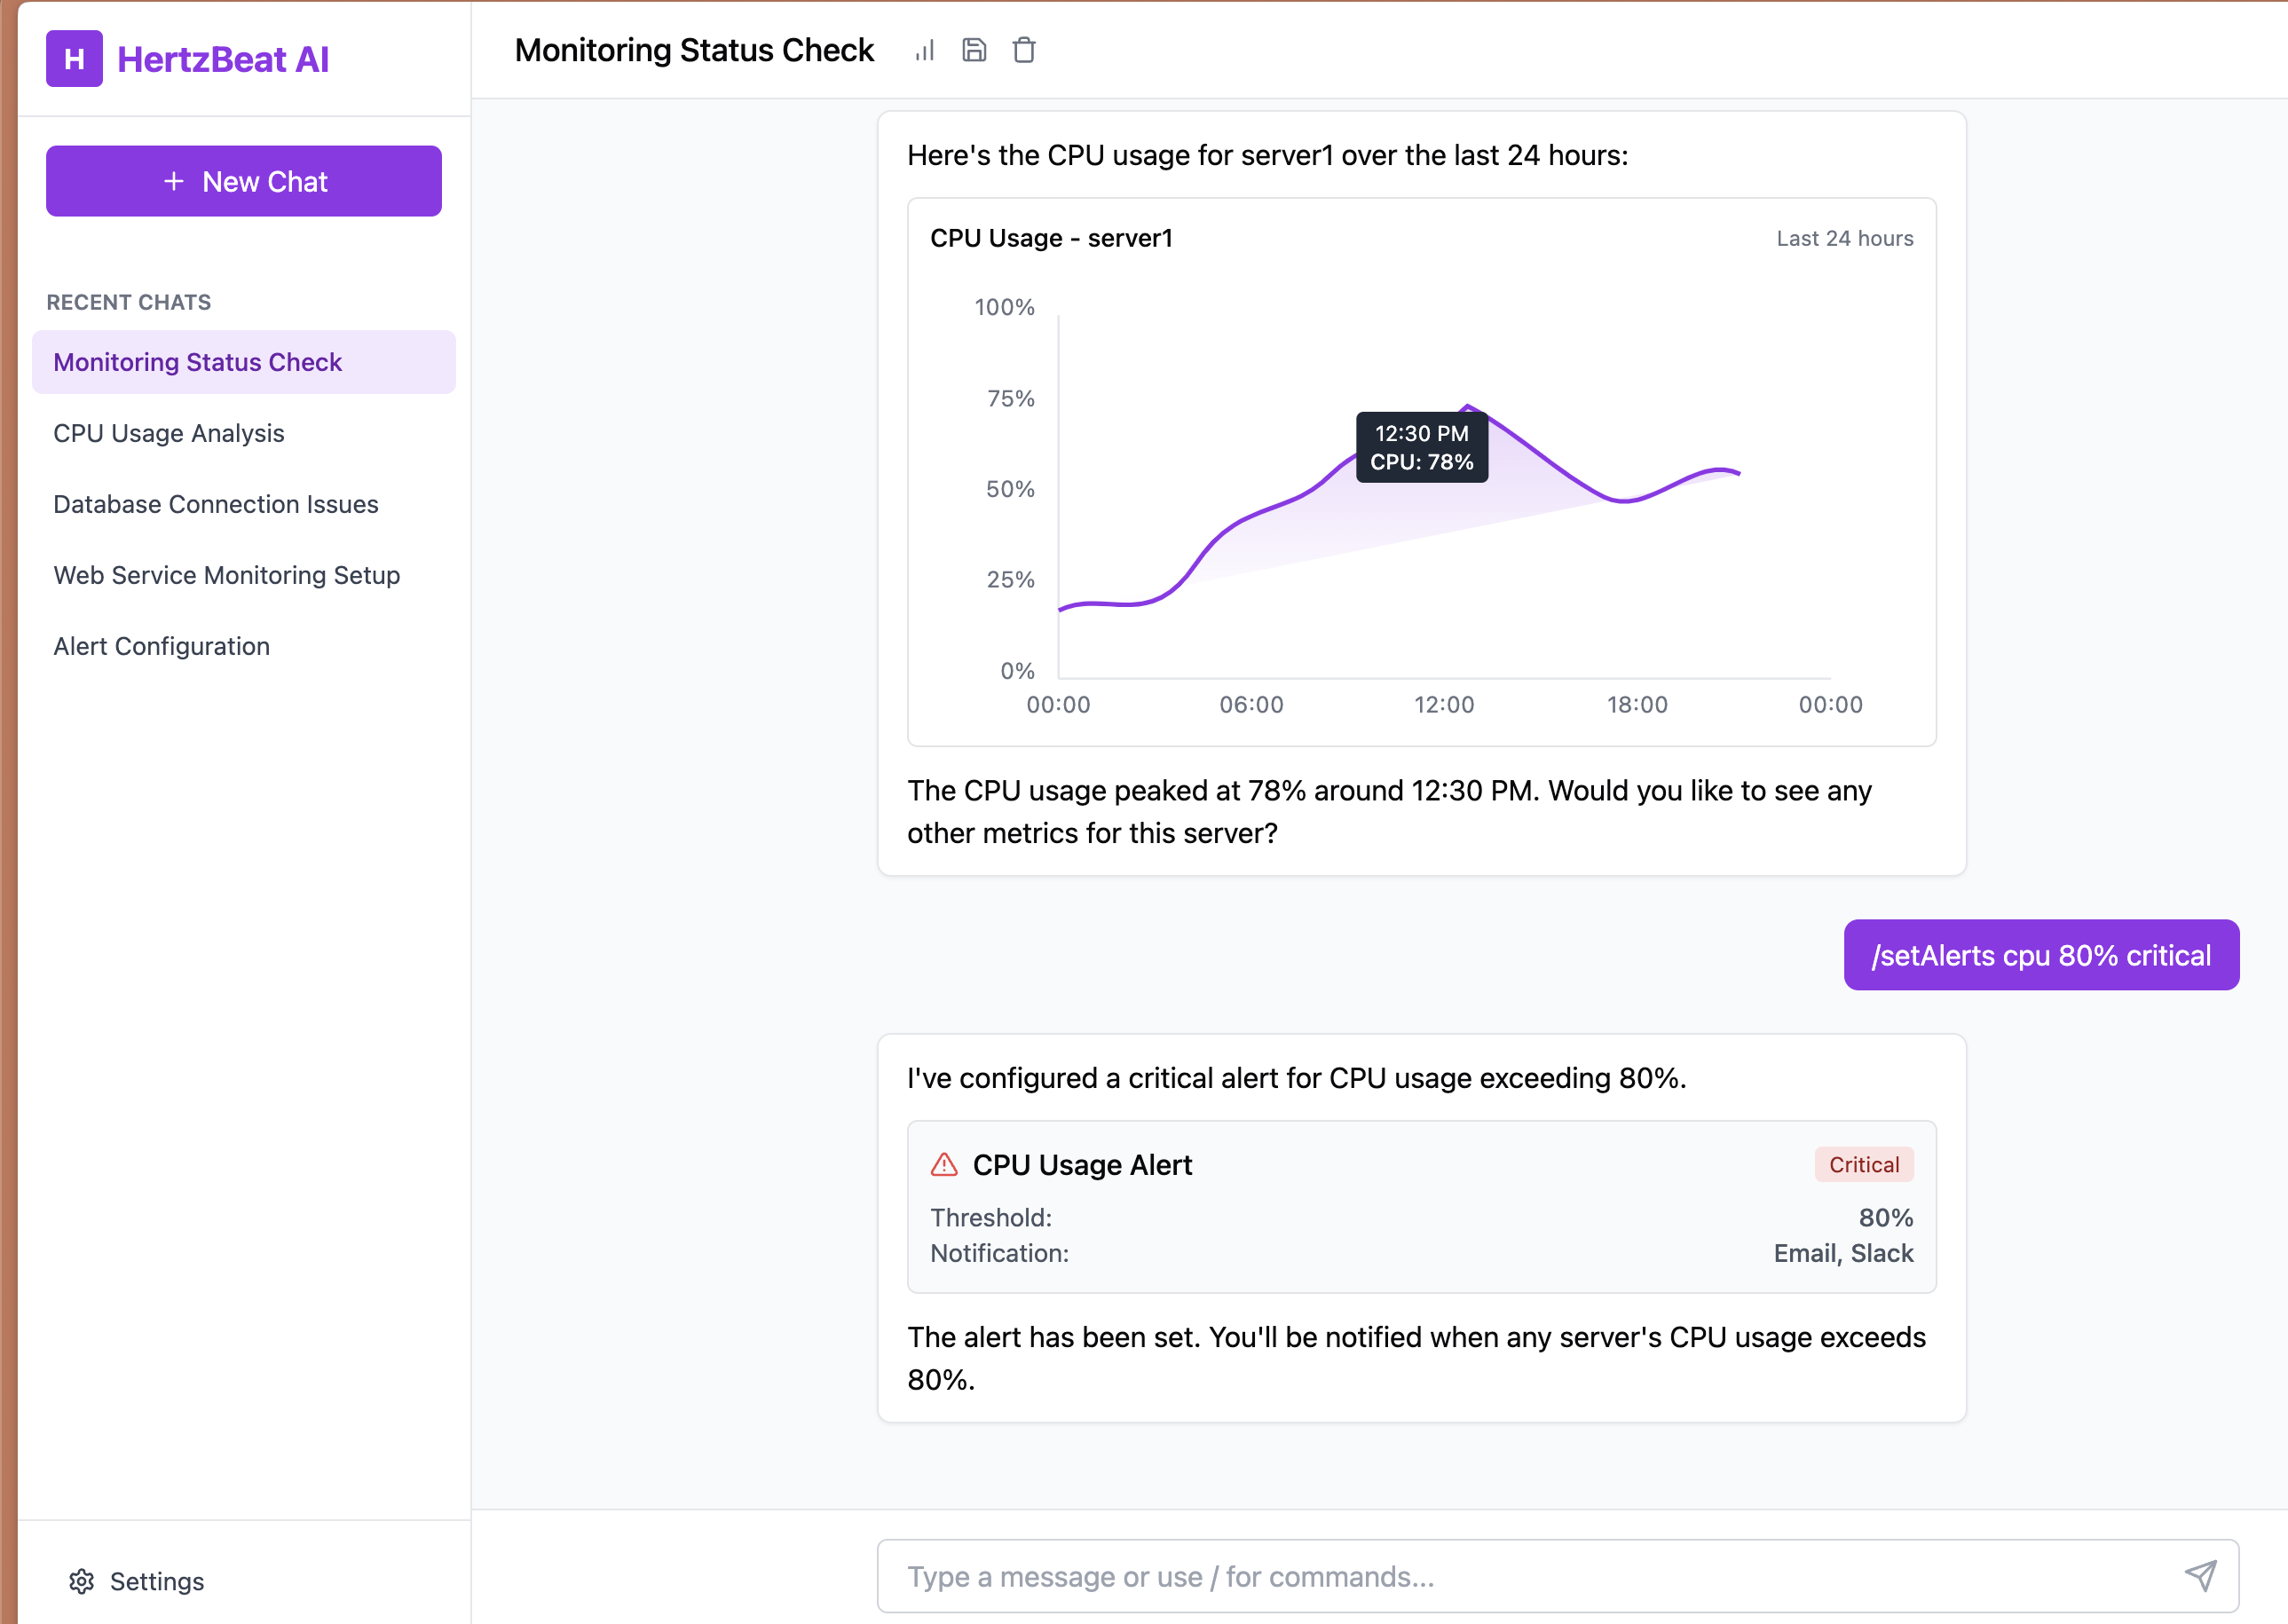 H HertzBeat AI
+ New Chat
RECENT CHATS
Monitoring Status Check
CPU Usage Analysis
Database Connection Issues
Web Service Monitoring Setup
Alert Configuration
Settings
Monitoring Status Check
Here's the CPU usage for server1 over the last 24 hours:
CPU Usage - server1
Last 24 hours
100%
75%
50%
25%
0%
12:30 PM
CPU: 78%
00:00 06:00 12:00 18:00 00:00
The CPU usage peaked at 78% around 12:30 PM. Would you like to see any
other metrics for this server?
/setAlerts cpu 80% critical
I've configured a critical alert for CPU usage exceeding 80%.
CPU Usage Alert
Critical
Threshold: 80%
Notification: Email, Slack
The alert has been set. You'll be notified when any server's CPU usage exceeds
80%.
Type a message or use / for commands...